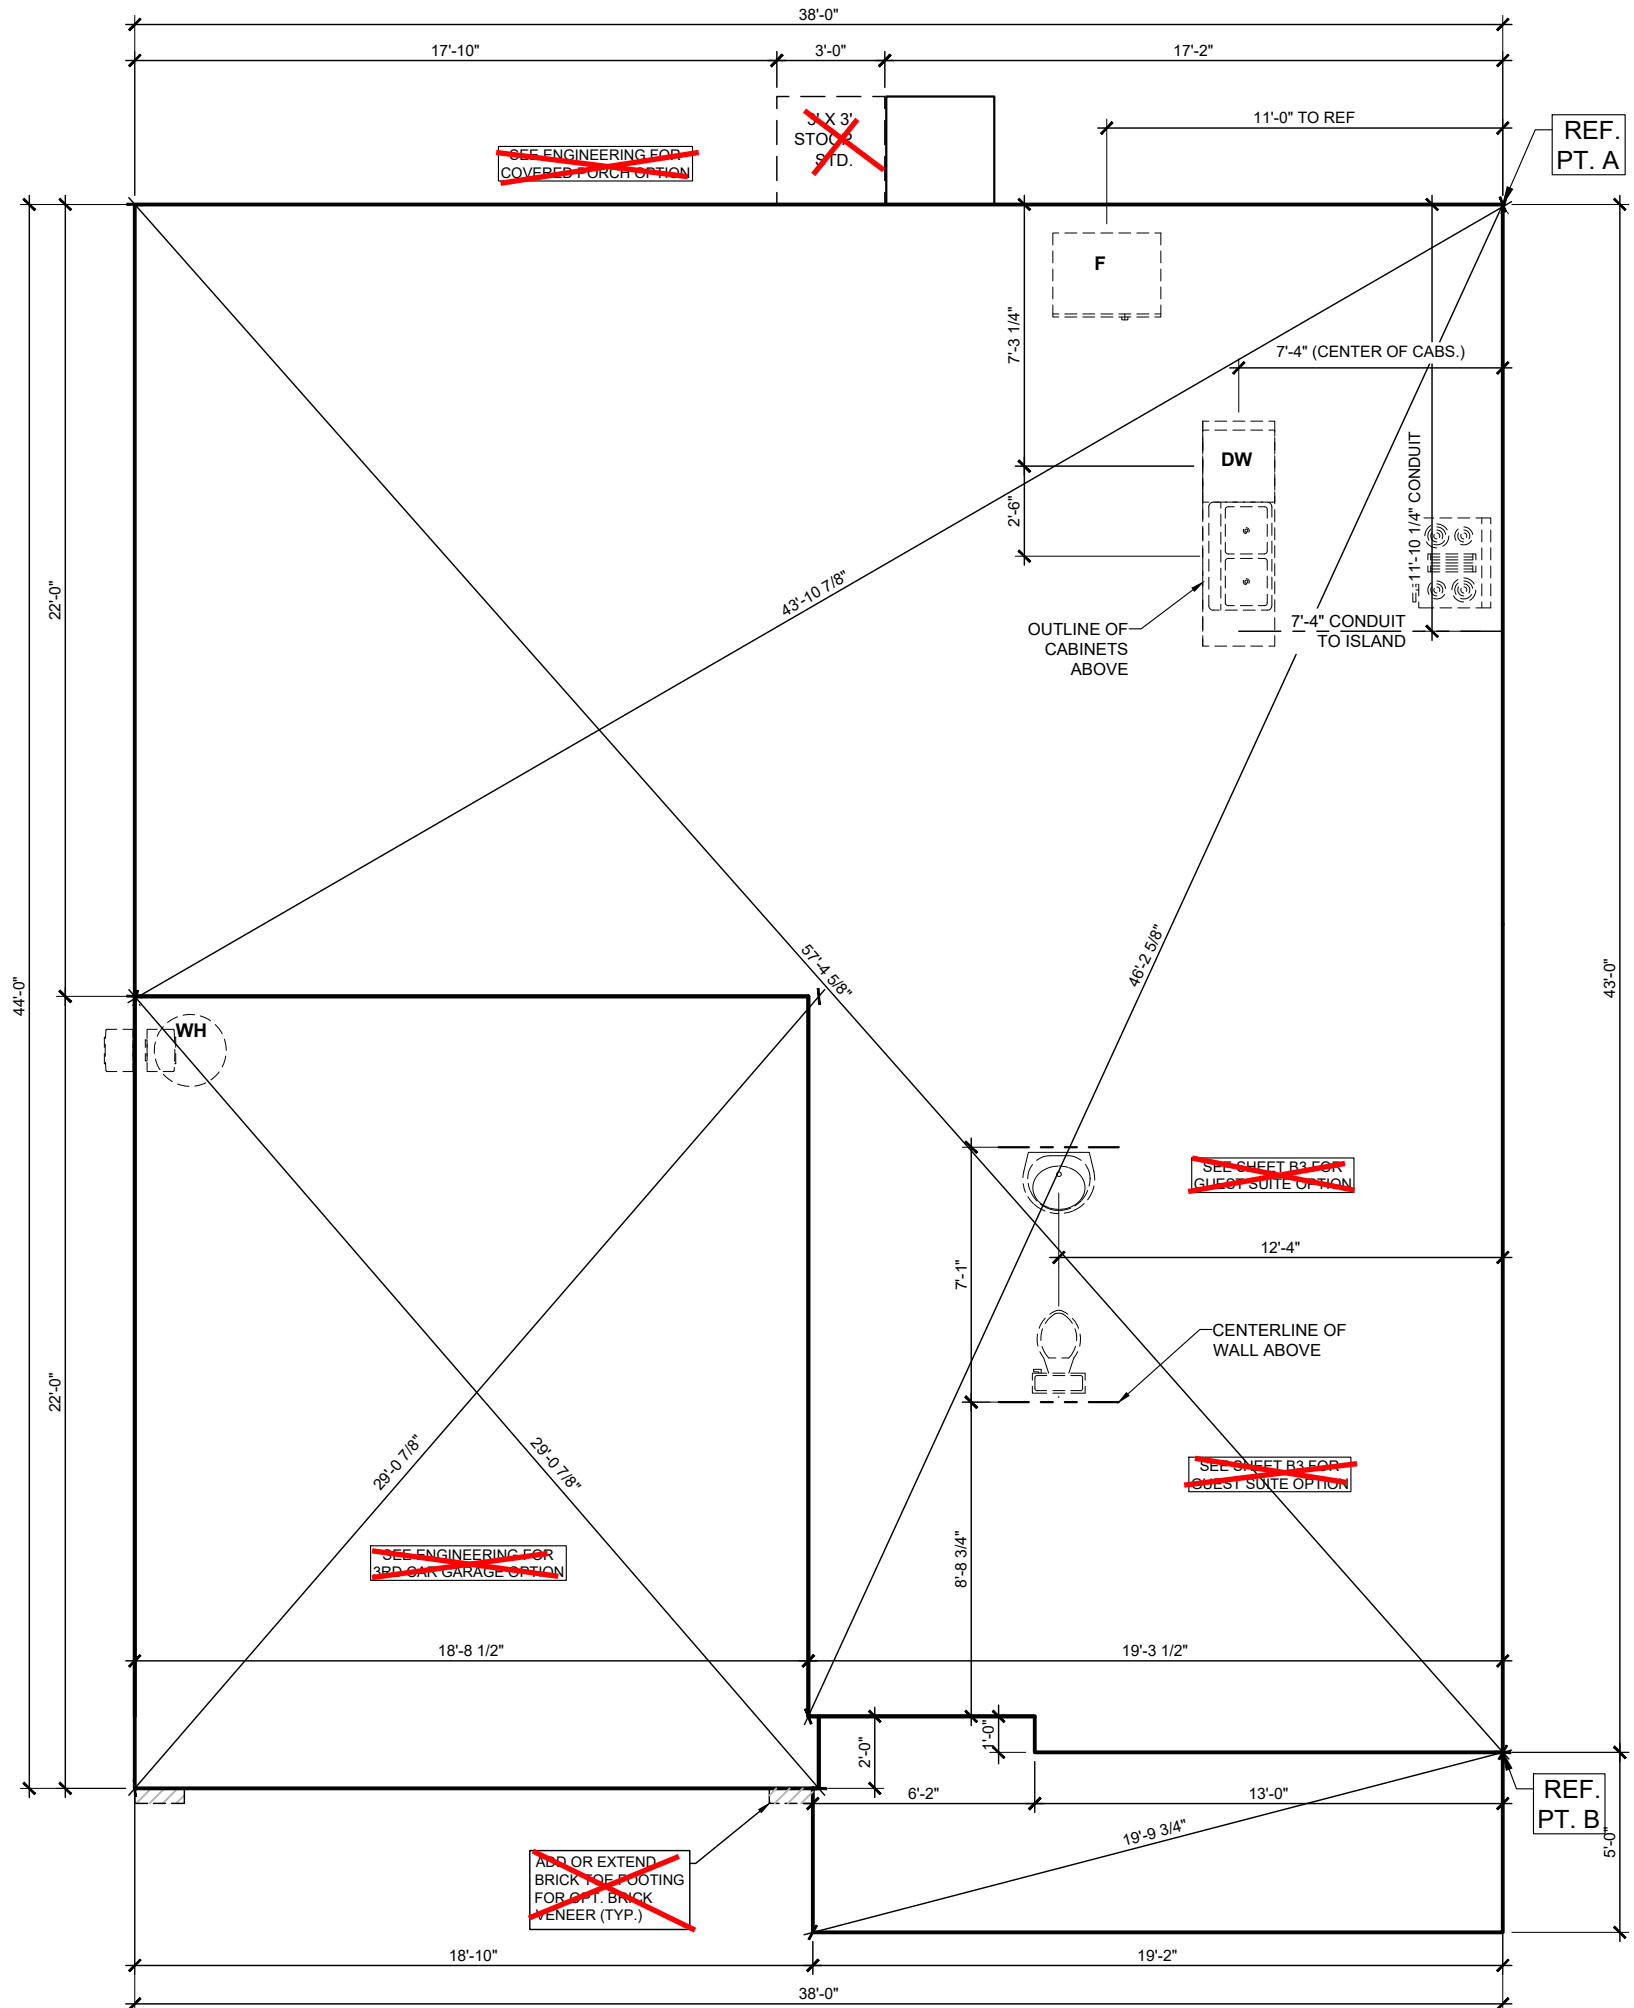 38'-0"
17'-10"
3'-0"
17'-2"
3' X 3'
STOOP
STD.
11'-0" TO REF
REF.
PT. A
SEE ENGINEERING FOR
COVERED PORCH OPTION
F
7'-3 1/4"
7'-4" (CENTER OF CABS.)
DW
2'-6"
11'-10 1/4" CONDUIT
22'-0"
43'-10 7/8"
OUTLINE OF
CABINETS
ABOVE
7'-4" CONDUIT
TO ISLAND
57'-4 5/8"
46'-2 5/8"
44'-0"
43'-0"
WH
SEE SHEET B3 FOR
GUEST SUITE OPTION
12'-4"
7'-1"
CENTERLINE OF
WALL ABOVE
22'-0"
29'-0 7/8"
29'-0 7/8"
SEE SHEET B3 FOR
GUEST SUITE OPTION
8'-8 3/4"
SEE ENGINEERING FOR
3RD CAR GARAGE OPTION
18'-8 1/2"
19'-3 1/2"
2'-0"
1'-0"
6'-2"
13'-0"
REF.
PT. B
19'-9 3/4"
5'-0"
ADD OR EXTEND
BRICK TOE FOOTING
FOR OPT. BRICK
VENEER (TYP.)
18'-10"
19'-2"
38'-0"